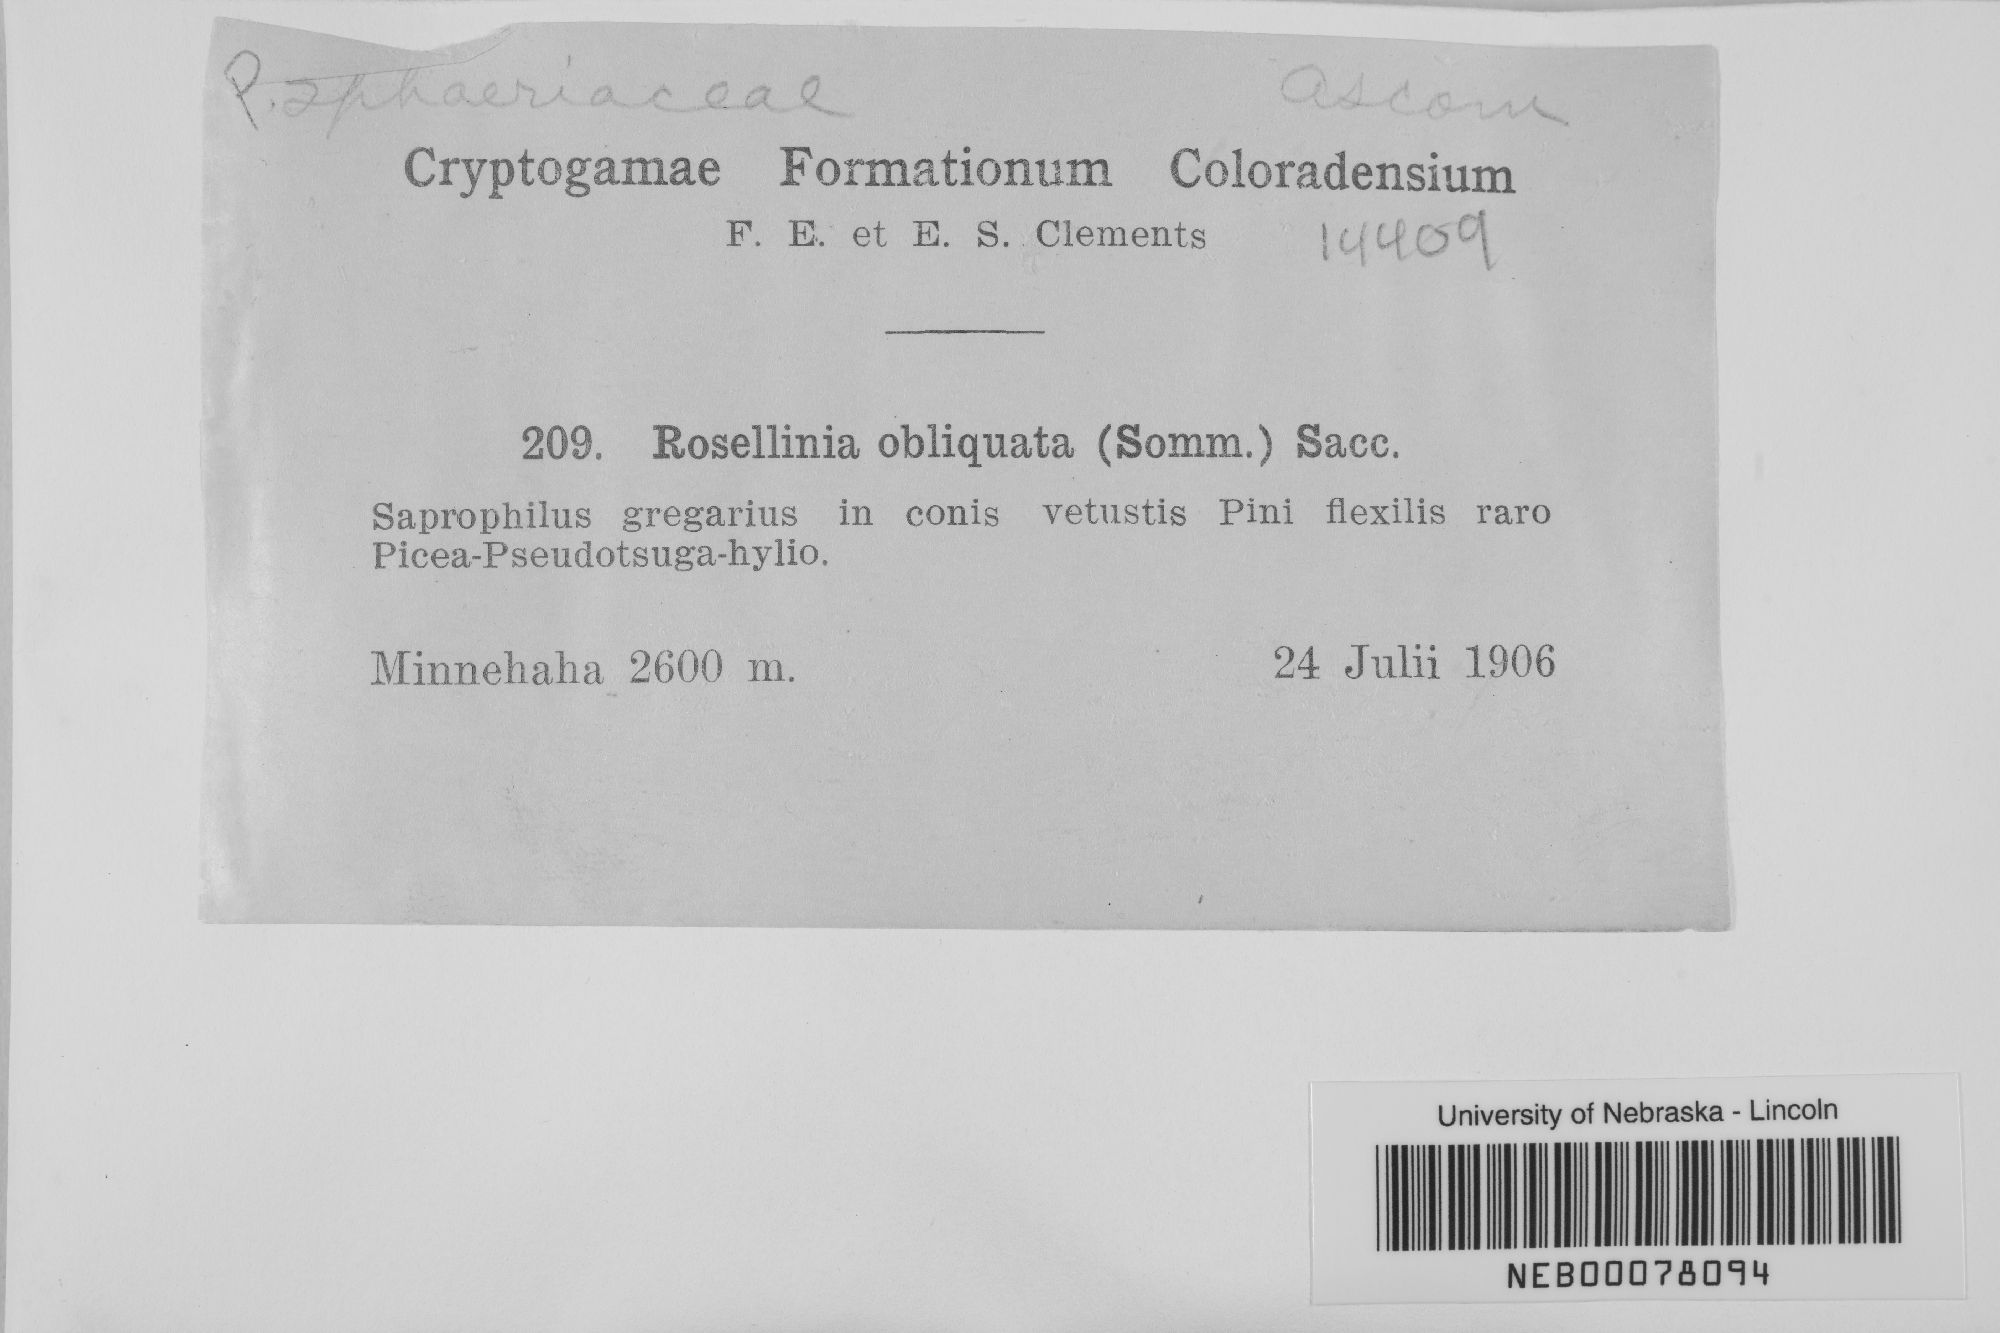 P. sphaeriaceae
Ascom
Cryptogamae Formationum Coloradensium
F. E. et E. S. Clements
14409
209. Rosellinia obliquata (Somm.) Sacc.
Saprophilus gregarius in conis vetustis Pini flexilis raro
Picea-Pseudotsuga-hylio.
Minnehaha 2600 m.
24 Julii 1906
University of Nebraska - Lincoln
NEB00078094